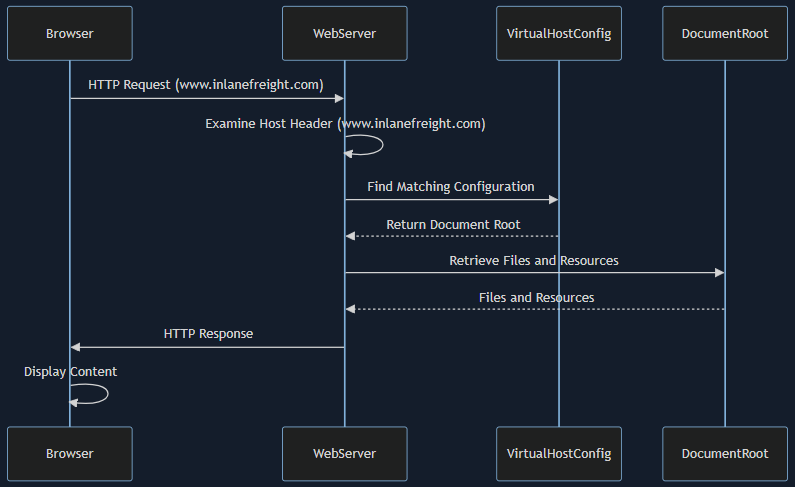 Browser WebServer VirtualHostConfig DocumentRoot
HTTP Request (www.inlanefreight.com)
Examine Host Header (www.inlanefreight.com)
Find Matching Configuration
Return Document Root
Retrieve Files and Resources
Files and Resources
HTTP Response
Display Content
Browser WebServer VirtualHostConfig DocumentRoot